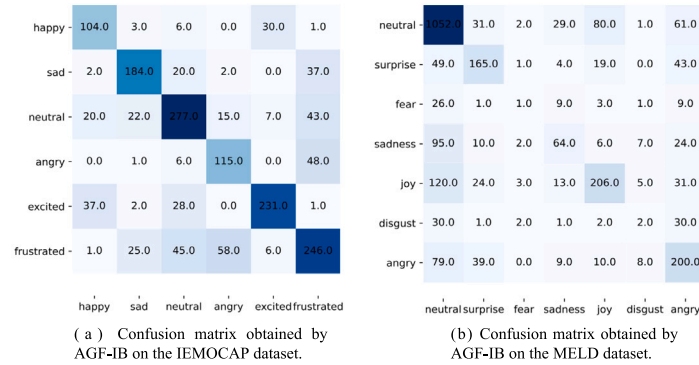 happy 104.0 3.0 6.0 0.0 30.0 1.0
sad 2.0 184.0 20.0 2.0 0.0 37.0
neutral 20.0 22.0 277.0 15.0 7.0 43.0
angry 0.0 1.0 6.0 115.0 0.0 48.0
excited 37.0 2.0 28.0 0.0 231.0 1.0
frustrated 1.0 25.0 45.0 58.0 6.0 246.0
happy sad neutral angry excited frustrated
( a ) Confusion matrix obtained by
AGF-IB on the IEMOCAP dataset.
neutral 1052.0 31.0 2.0 29.0 80.0 1.0 61.0
surprise 49.0 165.0 1.0 4.0 19.0 0.0 43.0
fear 26.0 1.0 1.0 9.0 3.0 1.0 9.0
sadness 95.0 10.0 2.0 64.0 6.0 7.0 24.0
joy 120.0 24.0 3.0 13.0 206.0 5.0 31.0
disgust 30.0 1.0 2.0 1.0 2.0 2.0 30.0
angry 79.0 39.0 0.0 9.0 10.0 8.0 200.0
neutral surprise fear sadness joy disgust angry
(b) Confusion matrix obtained by
AGF-IB on the MELD dataset.